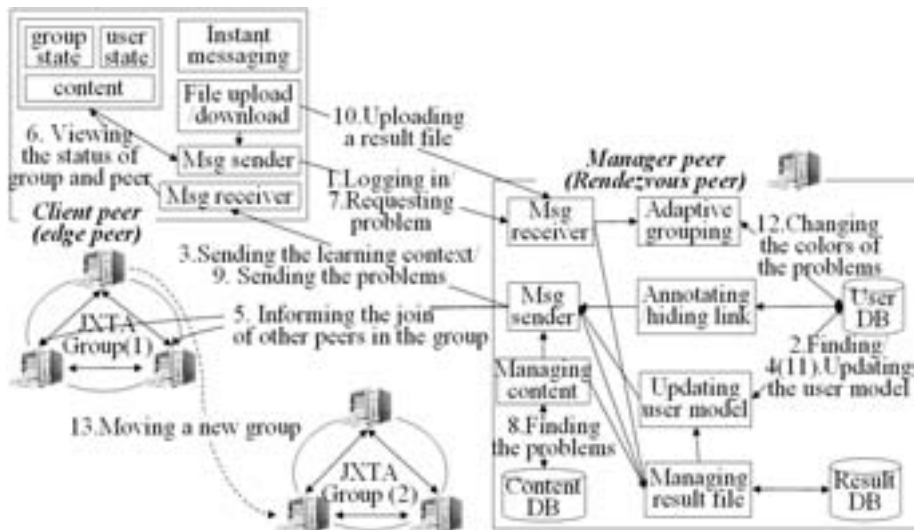 group
state
user
state
content
Instant
messaging
File upload
/download
Msg sender
Msg receiver
6. Viewing
the status of
group and peer
Client peer
(edge peer)
10.Uploading
a result file
1.Logging in/
7.Requesting
problem
3.Sending the learning context/
9. Sending the problems
5. Informing the join
of other peers in the group
JXTA
Group(1)
13.Moving a new group
JXTA
Group (2)
Manager peer
(Rendezvous peer)
Msg
receiver
Adaptive
grouping
12.Changing
the colors of
the problems
Msg
sender
Annotating
hiding link
User
DB
2.Finding
4(11).Updating
the user model
Managing
content
Updating
user model
8.Finding
the problems
Content
DB
Managing
result file
Result
DB